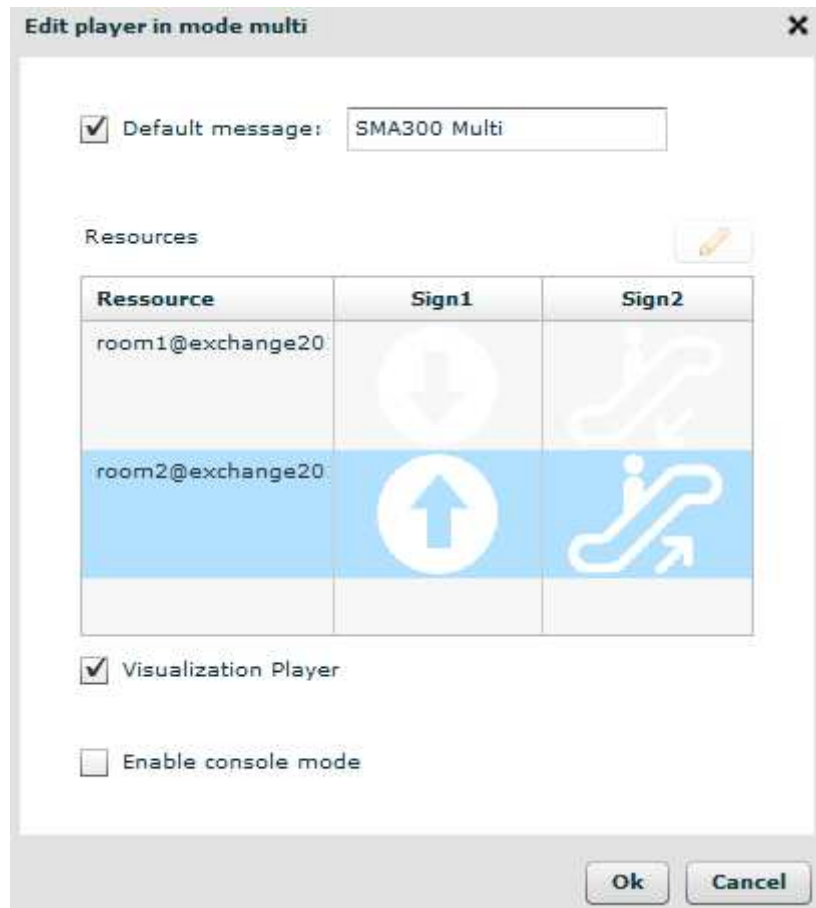 Edit player in mode multi
Default message: SMA300 Multi
Resources
Ressource Sign1 Sign2
room1@exchange20
room2@exchange20
Visualization Player
Enable console mode
Ok Cancel